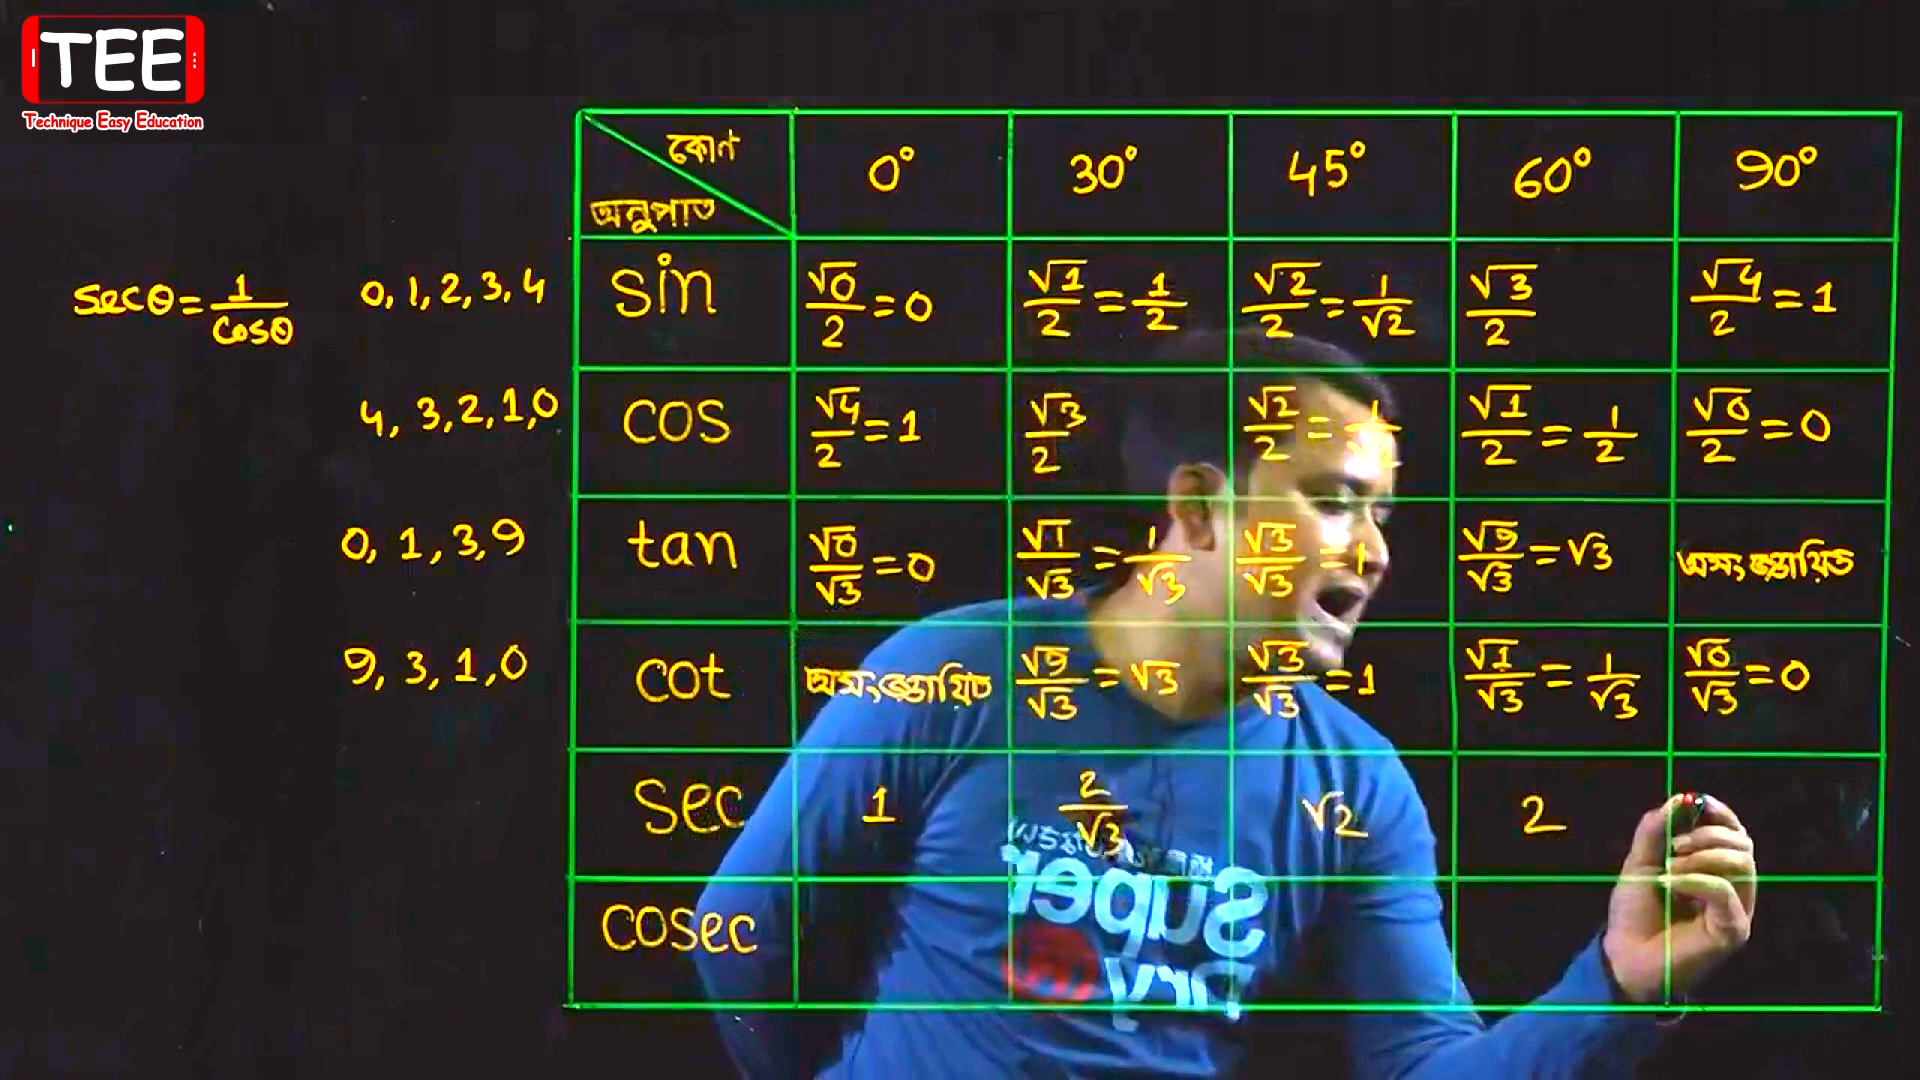 TEE
Technique Easy Education
কোণ
অনুপাত
0° 30° 45° 60° 90°
secθ = 1/cosθ
0, 1, 2, 3, 4
sin √0/2 = 0 √1/2 = 1/2 √2/2 = 1/√2 √3/2 √4/2 = 1
4, 3, 2, 1, 0
cos √4/2 = 1 √3/2 √2/2 = 1/√2 √1/2 = 1/2 √0/2 = 0
0, 1, 3, 9
tan √0/√3 = 0 √1/√3 = 1/√3 √3/√3 = 1 √9/√3 = √3 অসংজ্ঞায়িত
9, 3, 1, 0
cot অসংজ্ঞায়িত √9/√3 = √3 √3/√3 = 1 √1/√3 = 1/√3 √0/√3 = 0
sec 1 2/√3 √2 2
cosec
Super
Dry